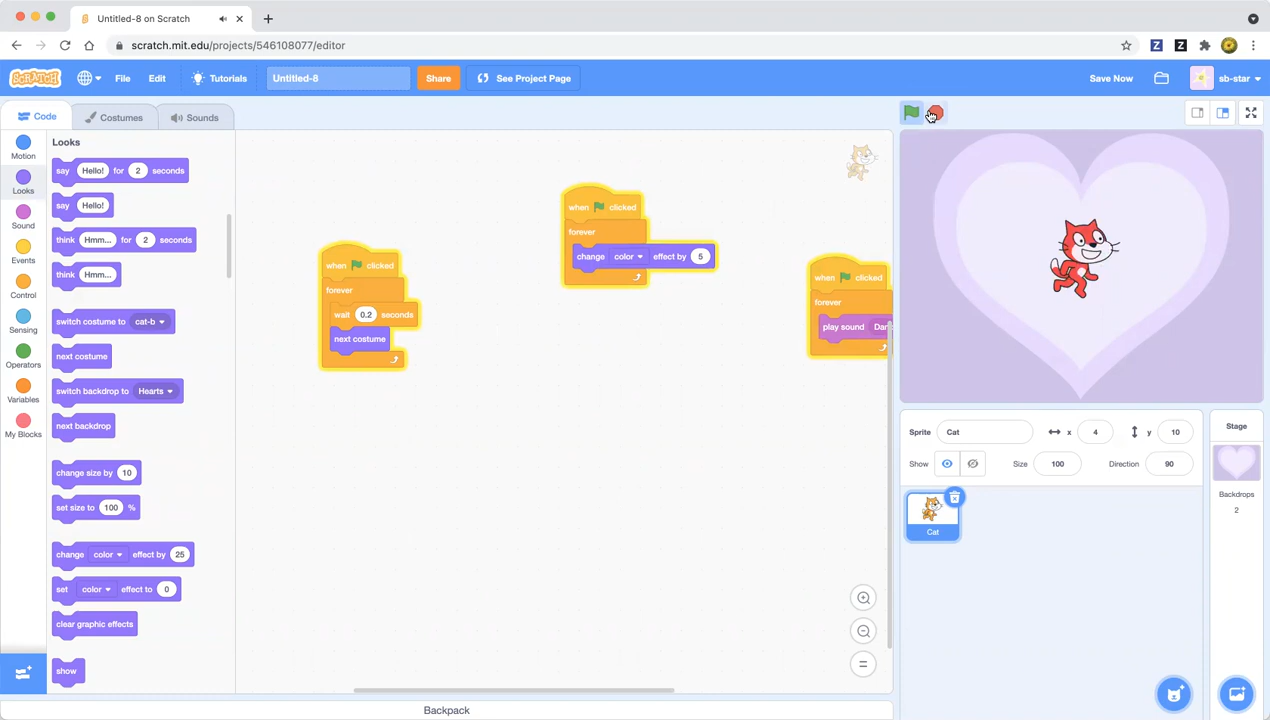 Untitled-8 on Scratch
scratch.mit.edu/projects/546108077/editor
SCRATCH File Edit Tutorials Untitled-8 Share See Project Page Save Now sb-star
Code Costumes Sounds
Motion
Looks
Sound
Events
Control
Sensing
Operators
Variables
My Blocks
Looks
say Hello! for 2 seconds
say Hello!
think Hmm... for 2 seconds
think Hmm...
switch costume to cat-b
next costume
switch backdrop to Hearts
next backdrop
change size by 10
set size to 100 %
change color effect by 25
set color effect to 0
clear graphic effects
show
when clicked
forever
wait 0.2 seconds
next costume
when clicked
forever
change color effect by 5
when clicked
forever
play sound
Sprite Cat x 4 y 10
Show Size 100 Direction 90
Cat
Stage
Backdrops
2
Backpack